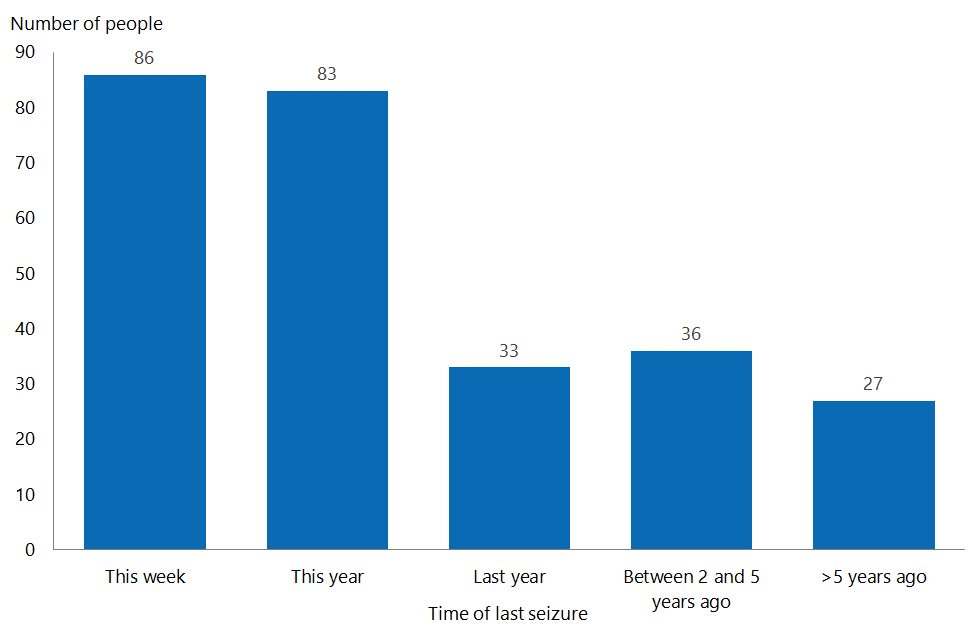 Number of people
90
80
70
60
50
40
30
20
10
0
86
83
33
36
27
This week
This year
Last year
Between 2 and 5
years ago
>5 years ago
Time of last seizure